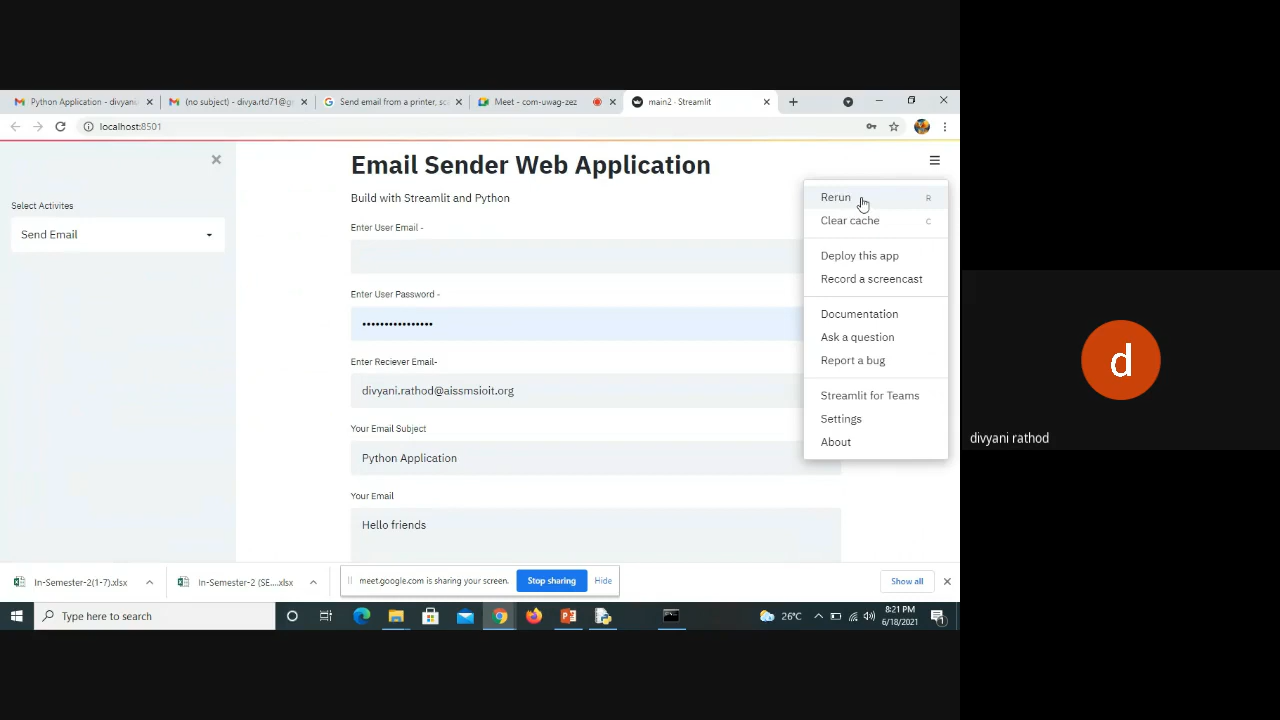 Python Application - divyani
(no subject) - divya.rtd71@g
Send email from a printer, sc
Meet - com-uwag-zez
main2 · Streamlit
localhost:8501
Email Sender Web Application
Build with Streamlit and Python
Select Activites
Send Email
Enter User Email -
Enter User Password -
••••••••••••••••
Enter Reciever Email-
divyani.rathod@aissmsioit.org
Your Email Subject
Python Application
Your Email
Hello friends
Rerun R
Clear cache C
Deploy this app
Record a screencast
Documentation
Ask a question
Report a bug
Streamlit for Teams
Settings
About
d
divyani rathod
In-Semester-2(1-7).xlsx
In-Semester-2 (SE....xlsx
meet.google.com is sharing your screen.
Stop sharing
Hide
Show all
Type here to search
26°C
8:21 PM
6/18/2021
1